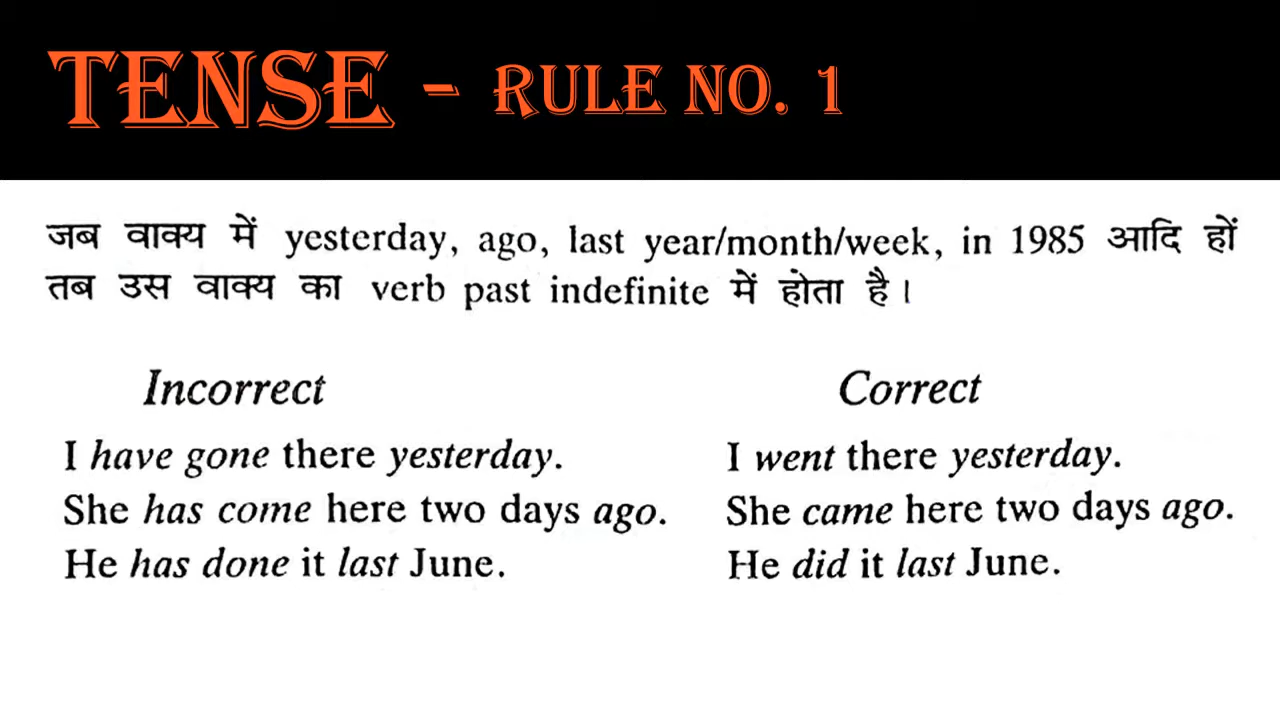 TENSE - RULE NO. 1
जब वाक्य में yesterday, ago, last year/month/week, in 1985 आदि हों
तब उस वाक्य का verb past indefinite में होता है।
Incorrect
Correct
I have gone there yesterday.
I went there yesterday.
She has come here two days ago.
She came here two days ago.
He has done it last June.
He did it last June.